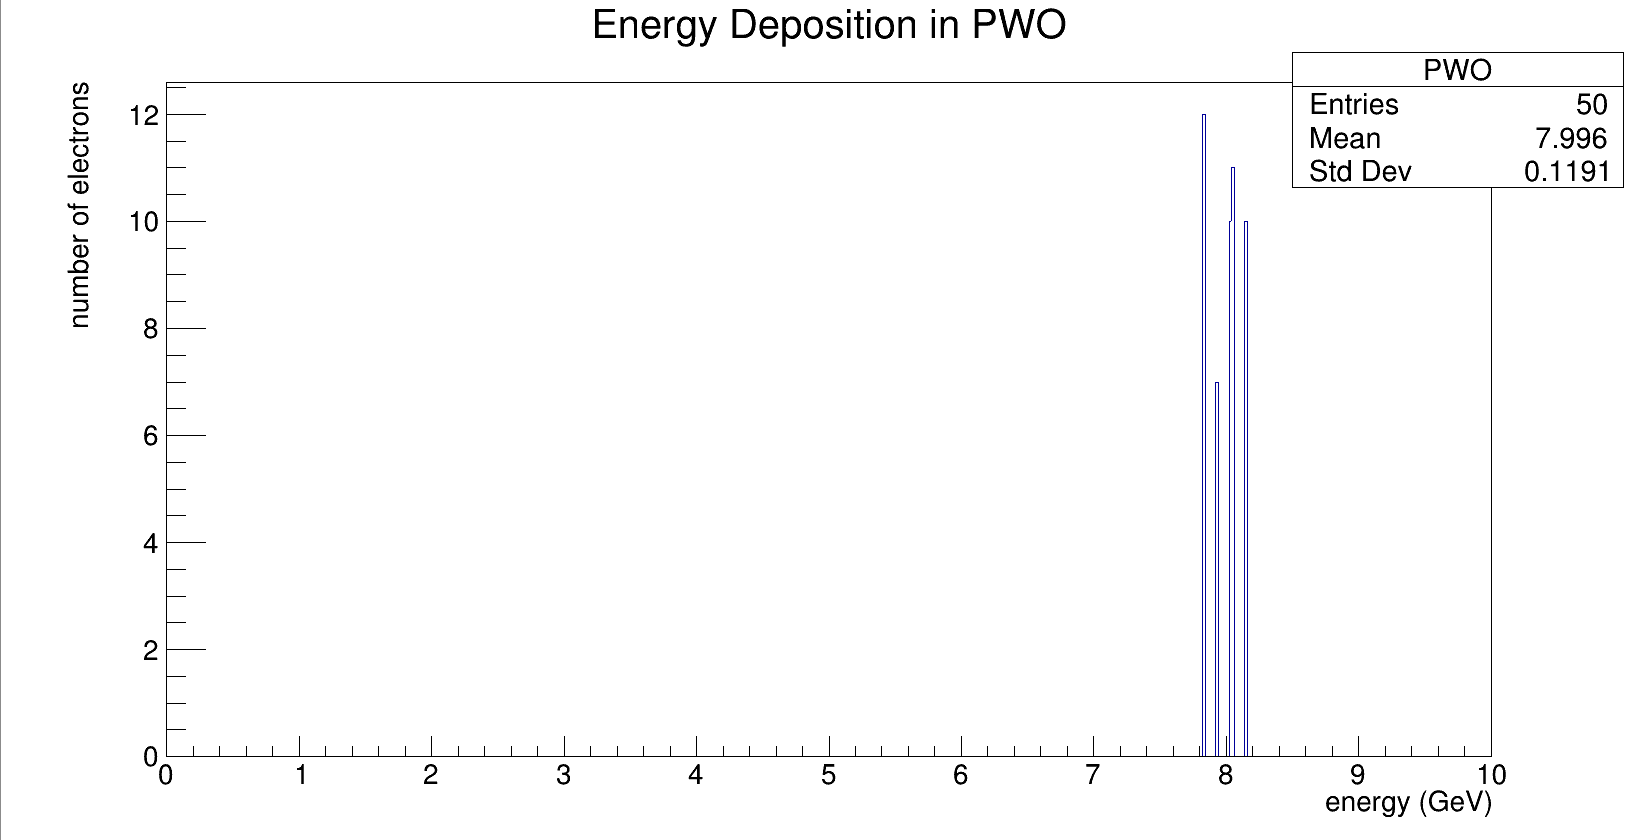 Energy Deposition in PWO
PWO
Entries 50
Mean 7.996
Std Dev 0.1191
number of electrons
12
10
8
6
4
2
0
0 1 2 3 4 5 6 7 8 9 10
energy (GeV)